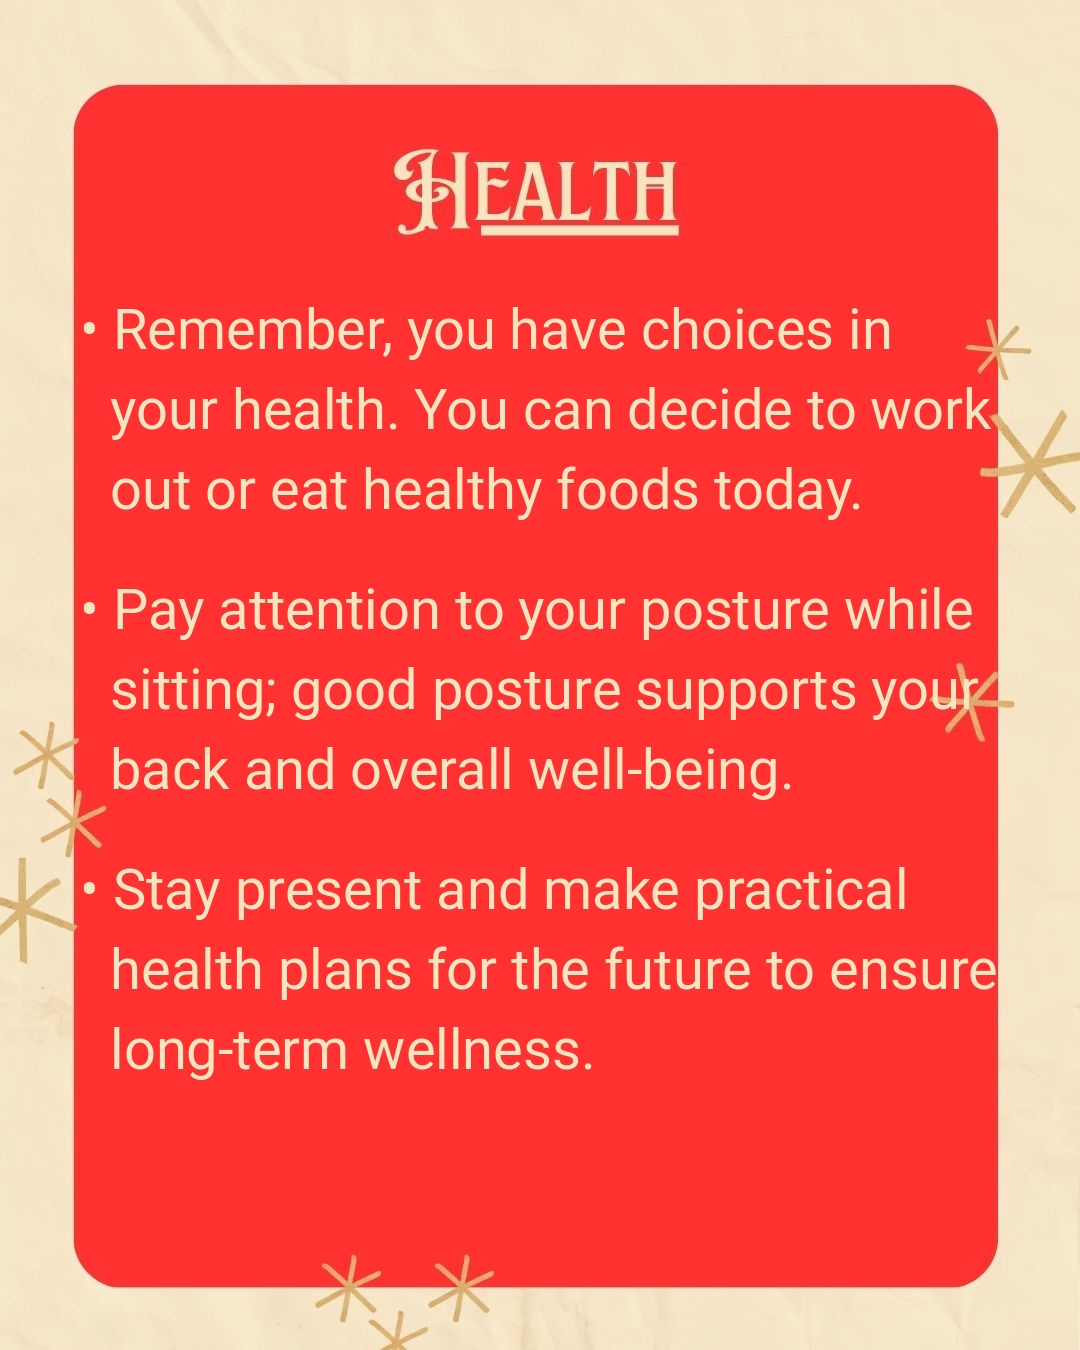 Health
• Remember, you have choices in
your health. You can decide to work
out or eat healthy foods today.
• Pay attention to your posture while
sitting; good posture supports your
back and overall well-being.
• Stay present and make practical
health plans for the future to ensure
long-term wellness.